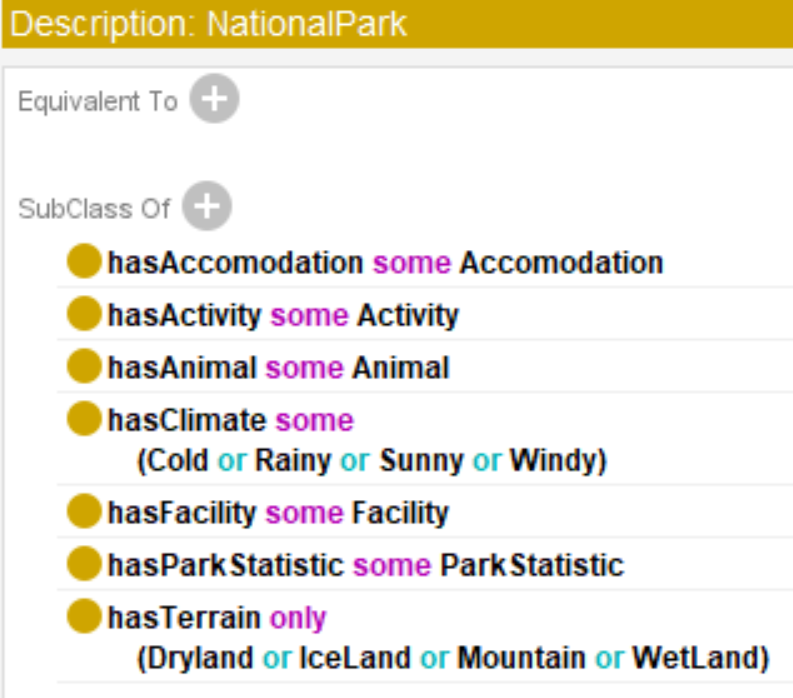 Description: NationalPark
Equivalent To
SubClass Of
hasAccomodation some Accomodation
hasActivity some Activity
hasAnimal some Animal
hasClimate some
(Cold or Rainy or Sunny or Windy)
hasFacility some Facility
hasParkStatistic some ParkStatistic
hasTerrain only
(Dryland or IceLand or Mountain or WetLand)